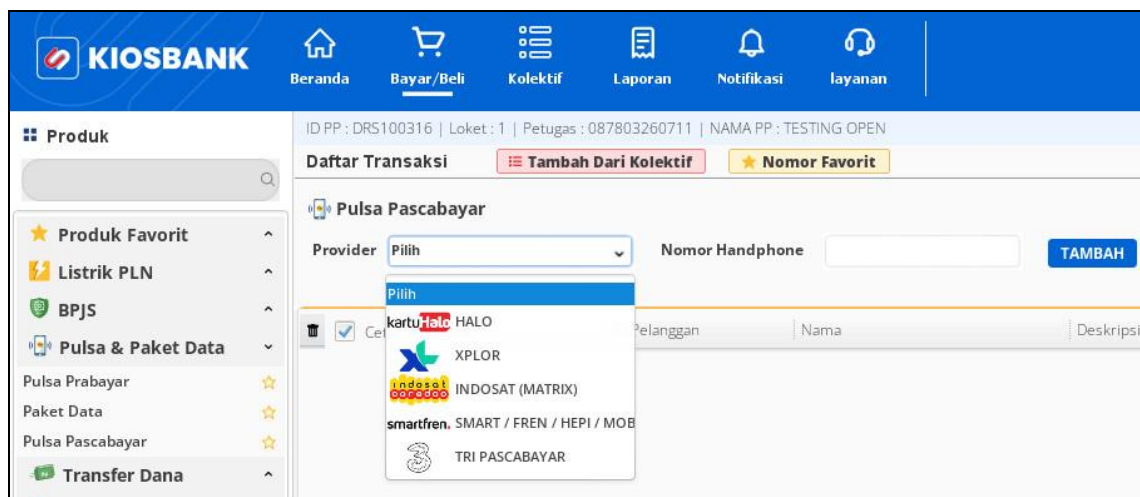 KIOSBANK
Beranda
Bayar/Beli
Kolektif
Laporan
Notifikasi
layanan
Produk
ID PP : DRS100316 | Loket : 1 | Petugas : 087803260711 | NAMA PP : TESTING OPEN
Daftar Transaksi
Tambah Dari Kolektif
Nomor Favorit
Pulsa Pascabayar
Provider
Pilih
Nomor Handphone
TAMBAH
Produk Favorit
Listrik PLN
BPJS
Pulsa & Paket Data
Pulsa Prabayar
Paket Data
Pulsa Pascabayar
Transfer Dana
Pilih
kartuHalo HALO
XL XPLOR
indosat ooredoo INDOSAT (MATRIX)
smartfren. SMART / FREN / HEPI / MOB
3 TRI PASCABAYAR
Pelanggan
Nama
Deskripsi